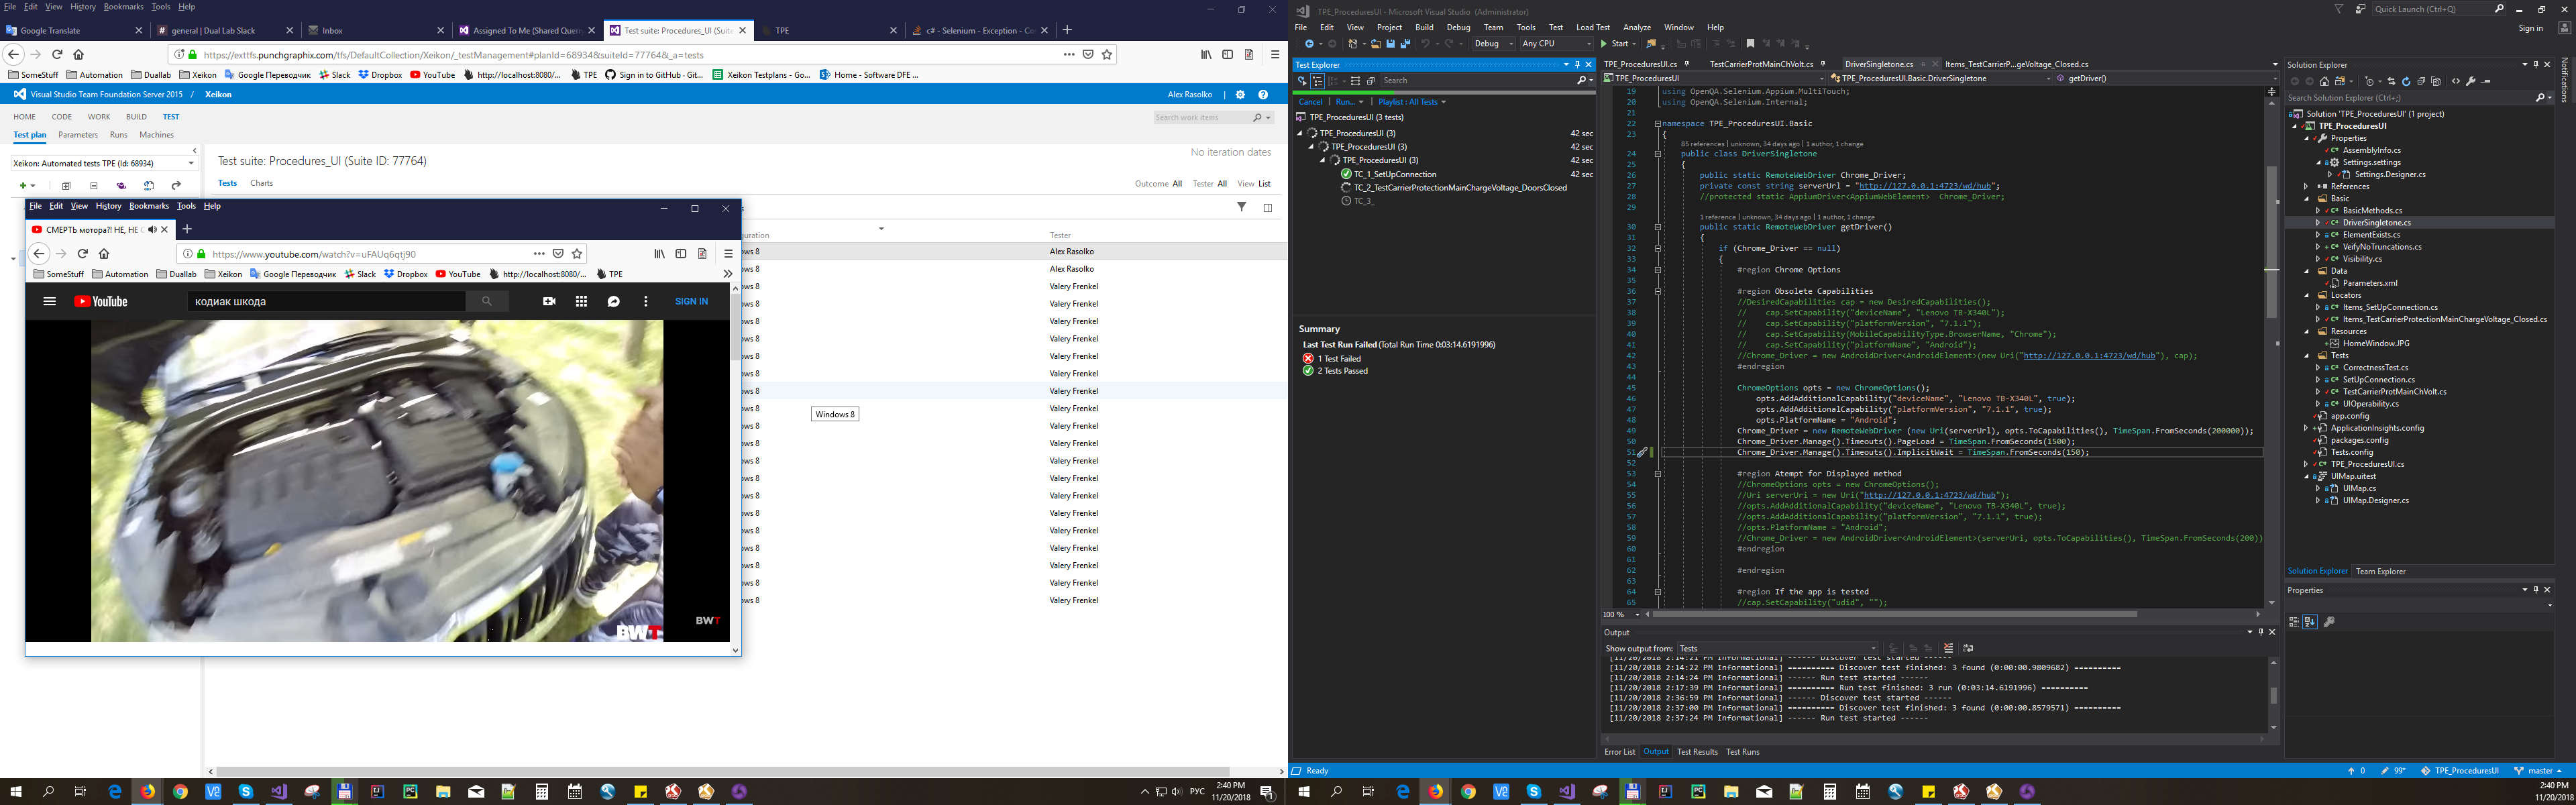 File Edit View History Bookmarks Tools Help
Google Translate
general | Dual Lab Slack
Inbox
Assigned To Me (Shared Query
Test suite: Procedures_UI (Suite
TPE
c# - Selenium - Exception - Co
https://exttfs.punchgraphix.com/tfs/DefaultCollection/Xeikon/_testManagement#planId=68934&suiteId=77764&_a=tests
SomeStuff Automation Duallab Xeikon Google Переводчик Slack Dropbox YouTube http://localhost:8080/... TPE Sign in to GitHub · Git... Xeikon Testplans - Go... Home - Software DFE ...
Visual Studio Team Foundation Server 2015 / Xeikon
Alex Rasolko
HOME CODE WORK BUILD TEST
Search work items
Test plan Parameters Runs Machines
Xeikon: Automated tests TPE (Id: 68934)
Test suite: Procedures_UI (Suite ID: 77764)
No iteration dates
Tests Charts
Outcome All Tester All View List
File Edit View History Bookmarks Tools Help
СМЕРТЬ мотора?! НЕ, НЕ С
https://www.youtube.com/watch?v=uFAUq6qtj90
SomeStuff Automation Duallab Xeikon Google Переводчик Slack Dropbox YouTube http://localhost:8080/... TPE
YouTube
кодиак шкода
SIGN IN
BWT
BWT
guration Tester
ows 8 Alex Rasolko
ows 8 Alex Rasolko
ows 8 Valery Frenkel
ows 8 Valery Frenkel
ows 8 Valery Frenkel
ows 8 Valery Frenkel
ows 8 Valery Frenkel
ows 8 Valery Frenkel
ows 8 Valery Frenkel
ows 8 Valery Frenkel
ows 8 Valery Frenkel
Windows 8
ows 8 Valery Frenkel
ows 8 Valery Frenkel
ows 8 Valery Frenkel
ows 8 Valery Frenkel
ows 8 Valery Frenkel
ows 8 Valery Frenkel
ows 8 Valery Frenkel
ows 8 Valery Frenkel
ows 8 Valery Frenkel
ows 8 Valery Frenkel
ows 8 Valery Frenkel
РУС
2:40 PM
11/20/2018
TPE_ProceduresUI - Microsoft Visual Studio (Administrator)
Quick Launch (Ctrl+Q)
File Edit View Project Build Debug Team Tools Test Load Test Analyze Window Help
Sign in
Debug Any CPU Start
Test Explorer
Search
Cancel | Run... | Playlist : All Tests
TPE_ProceduresUI (3 tests)
TPE_ProceduresUI (3) 42 sec
TPE_ProceduresUI (3) 42 sec
TPE_ProceduresUI (3) 42 sec
TC_1_SetUpConnection 42 sec
TC_2_TestCarrierProtectionMainChargeVoltage_DoorsClosed
TC_3_
Summary
Last Test Run Failed (Total Run Time 0:03:14.6191996)
1 Test Failed
2 Tests Passed
TPE_ProceduresUI.cs TestCarrierProtMainChVolt.cs DriverSingletone.cs Items_TestCarrierP...geVoltage_Closed.cs
TPE_ProceduresUI TPE_ProceduresUI.Basic.DriverSingletone getDriver()
19 using OpenQA.Selenium.Appium.MultiTouch;
20 using OpenQA.Selenium.Internal;
21
22 namespace TPE_ProceduresUI.Basic
23 {
85 references | unknown, 34 days ago | 1 author, 1 change
24 public class DriverSingletone
25 {
26 public static RemoteWebDriver Chrome_Driver;
27 private const string serverUrl = "http://127.0.0.1:4723/wd/hub";
28 //protected static AppiumDriver<AppiumWebElement> Chrome_Driver;
29
1 reference | unknown, 34 days ago | 1 author, 1 change
30 public static RemoteWebDriver getDriver()
31 {
32 if (Chrome_Driver == null)
33 {
34 #region Chrome Options
35
36 #region Obsolete Capabilities
37 //DesiredCapabilities cap = new DesiredCapabilities();
38 // cap.SetCapability("deviceName", "Lenovo TB-X340L");
39 // cap.SetCapability("platformVersion", "7.1.1");
40 // cap.SetCapability(MobileCapabilityType.BrowserName, "Chrome");
41 // cap.SetCapability("platformName", "Android");
42 //Chrome_Driver = new AndroidDriver<AndroidElement>(new Uri("http://127.0.0.1:4723/wd/hub"), cap);
43 #endregion
44
45 ChromeOptions opts = new ChromeOptions();
46 opts.AddAdditionalCapability("deviceName", "Lenovo TB-X340L", true);
47 opts.AddAdditionalCapability("platformVersion", "7.1.1", true);
48 opts.PlatformName = "Android";
49 Chrome_Driver = new RemoteWebDriver (new Uri(serverUrl), opts.ToCapabilities(), TimeSpan.FromSeconds(200000));
50 Chrome_Driver.Manage().Timeouts().PageLoad = TimeSpan.FromSeconds(1500);
51 Chrome_Driver.Manage().Timeouts().ImplicitWait = TimeSpan.FromSeconds(150);
52
53 #region Atempt for Displayed method
54 //ChromeOptions opts = new ChromeOptions();
55 //Uri serverUri = new Uri("http://127.0.0.1:4723/wd/hub");
56 //opts.AddAdditionalCapability("deviceName", "Lenovo TB-X340L", true);
57 //opts.AddAdditionalCapability("platformVersion", "7.1.1", true);
58 //opts.PlatformName = "Android";
59 //Chrome_Driver = new AndroidDriver<AndroidElement>(serverUri, opts.ToCapabilities(), TimeSpan.FromSeconds(200))
60 #endregion
61
62 #endregion
63
64 #region If the app is tested
65 //cap.SetCapability("udid", "");
100 %
Output
Show output from: Tests
[11/20/2018 2:14:21 PM Informational] ------ Discover test started ------
[11/20/2018 2:14:22 PM Informational] ========== Discover test finished: 3 found (0:00:00.9809682) ==========
[11/20/2018 2:14:24 PM Informational] ------ Run test started ------
[11/20/2018 2:17:39 PM Informational] ========== Run test finished: 3 run (0:03:14.6191996) ==========
[11/20/2018 2:36:59 PM Informational] ------ Discover test started ------
[11/20/2018 2:37:00 PM Informational] ========== Discover test finished: 3 found (0:00:00.8579571) ==========
[11/20/2018 2:37:24 PM Informational] ------ Run test started ------
Error List Output Test Results Test Runs
Solution Explorer
Search Solution Explorer (Ctrl+;)
Solution 'TPE_ProceduresUI' (1 project)
TPE_ProceduresUI
Properties
AssemblyInfo.cs
Settings.settings
Settings.Designer.cs
References
Basic
BasicMethods.cs
DriverSingletone.cs
ElementExists.cs
VeifyNoTruncations.cs
Visibility.cs
Data
Parameters.xml
Locators
Items_SetUpConnection.cs
Items_TestCarrierProtectionMainChargeVoltage_Closed.cs
Resources
HomeWindow.JPG
Tests
CorrectnessTest.cs
SetUpConnection.cs
TestCarrierProtMainChVolt.cs
UIOperability.cs
app.config
ApplicationInsights.config
packages.config
Tests.config
TPE_ProceduresUI.cs
UIMap.uitest
UIMap.cs
UIMap.Designer.cs
Solution Explorer Team Explorer
Properties
Notifications
Ready
0 99* TPE_ProceduresUI master
2:40 PM
11/20/2018